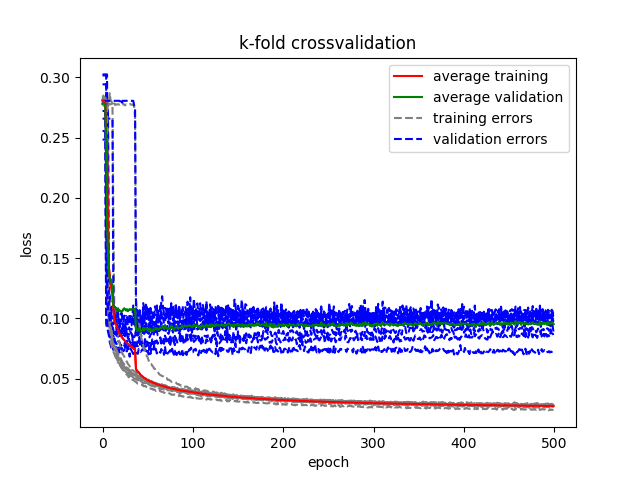 k-fold crossvalidation
0.30
0.25
0.20
0.15
0.10
0.05
loss
average training
average validation
training errors
validation errors
0
100
200
300
400
500
epoch